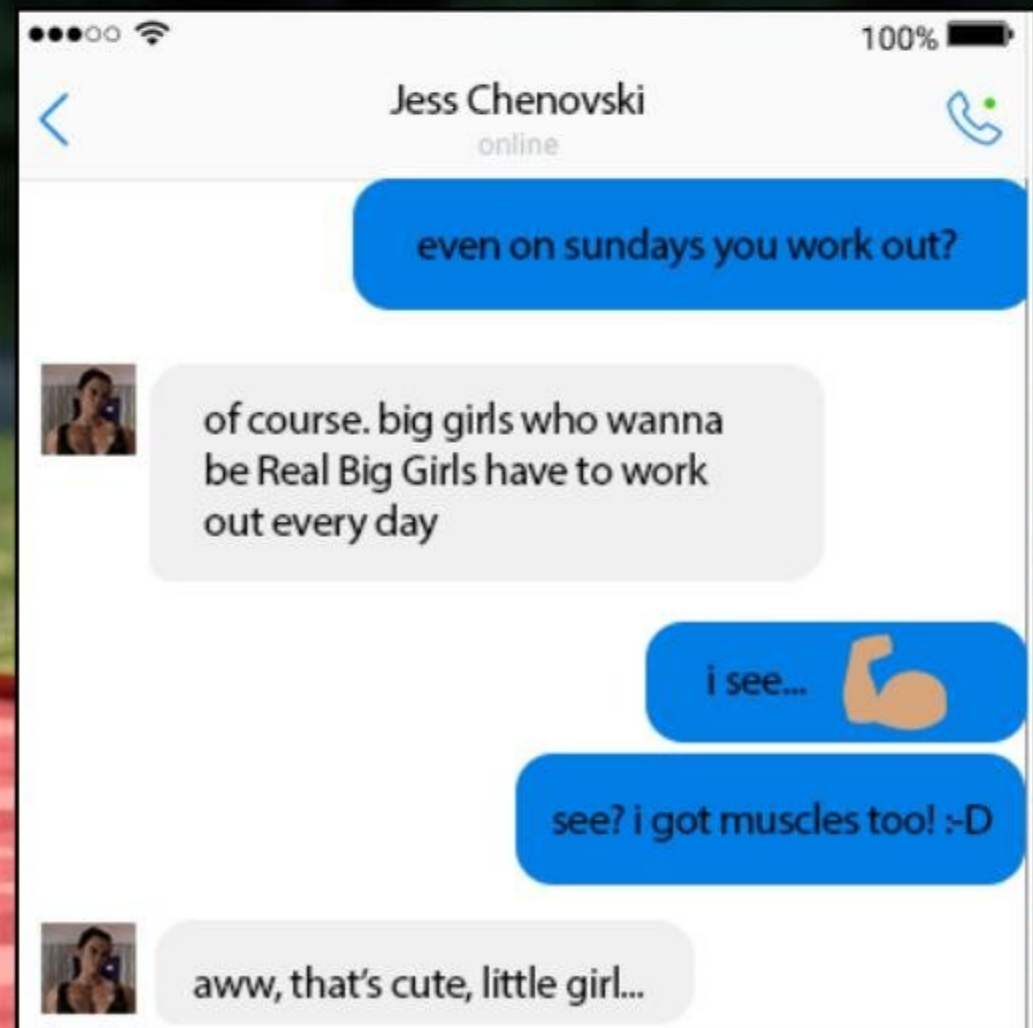 100%
Jess Chenovski
online
even on sundays you work out?
of course. big girls who wanna
be Real Big Girls have to work
out every day
i see...
see? i got muscles too! :-D
aww, that's cute, little girl...